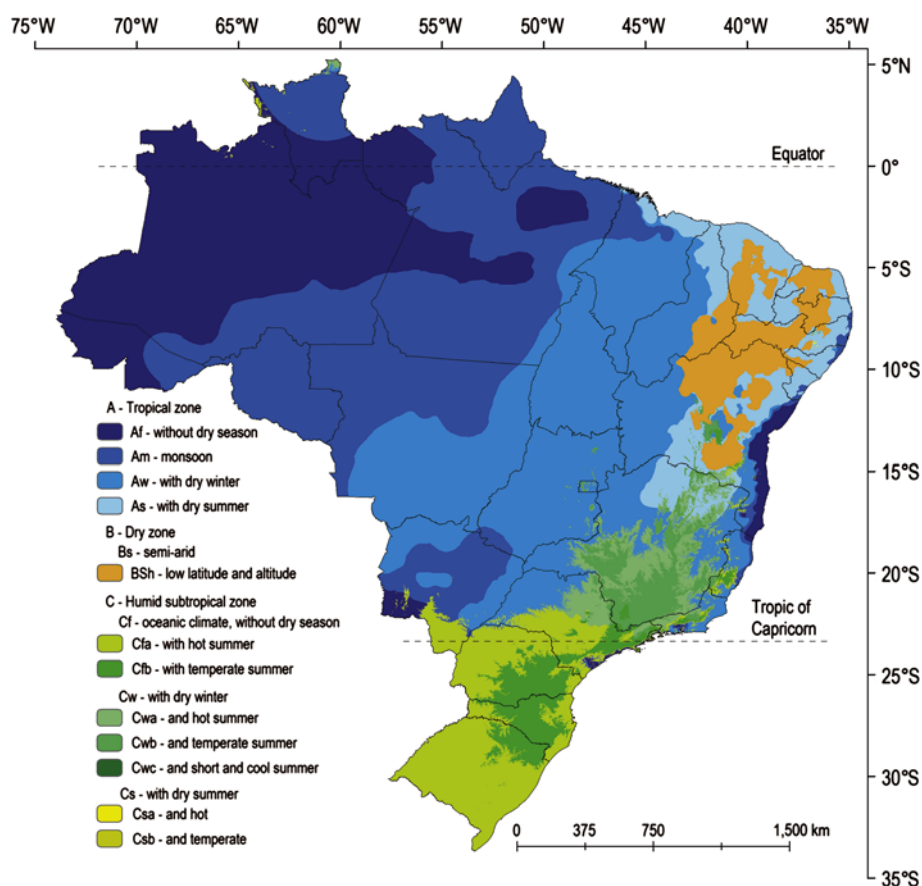 75°W 70°W 65°W 60°W 55°W 50°W 45°W 40°W 35°W
5°N
Equator
0°
5°S
10°S
A - Tropical zone
Af - without dry season
Am - monsoon
Aw - with dry winter
15°S
As - with dry summer
B - Dry zone
Bs - semi-arid
BSh - low latitude and altitude
20°S
C - Humid subtropical zone
Cf - oceanic climate, without dry season
Tropic of
Capricorn
Cfa - with hot summer
Cfb - with temperate summer
25°S
Cw - with dry winter
Cwa - and hot summer
Cwb - and temperate summer
Cwc - and short and cool summer
30°S
Cs - with dry summer
Csa - and hot
Csb - and temperate
0 375 750 1,500 km
35°S